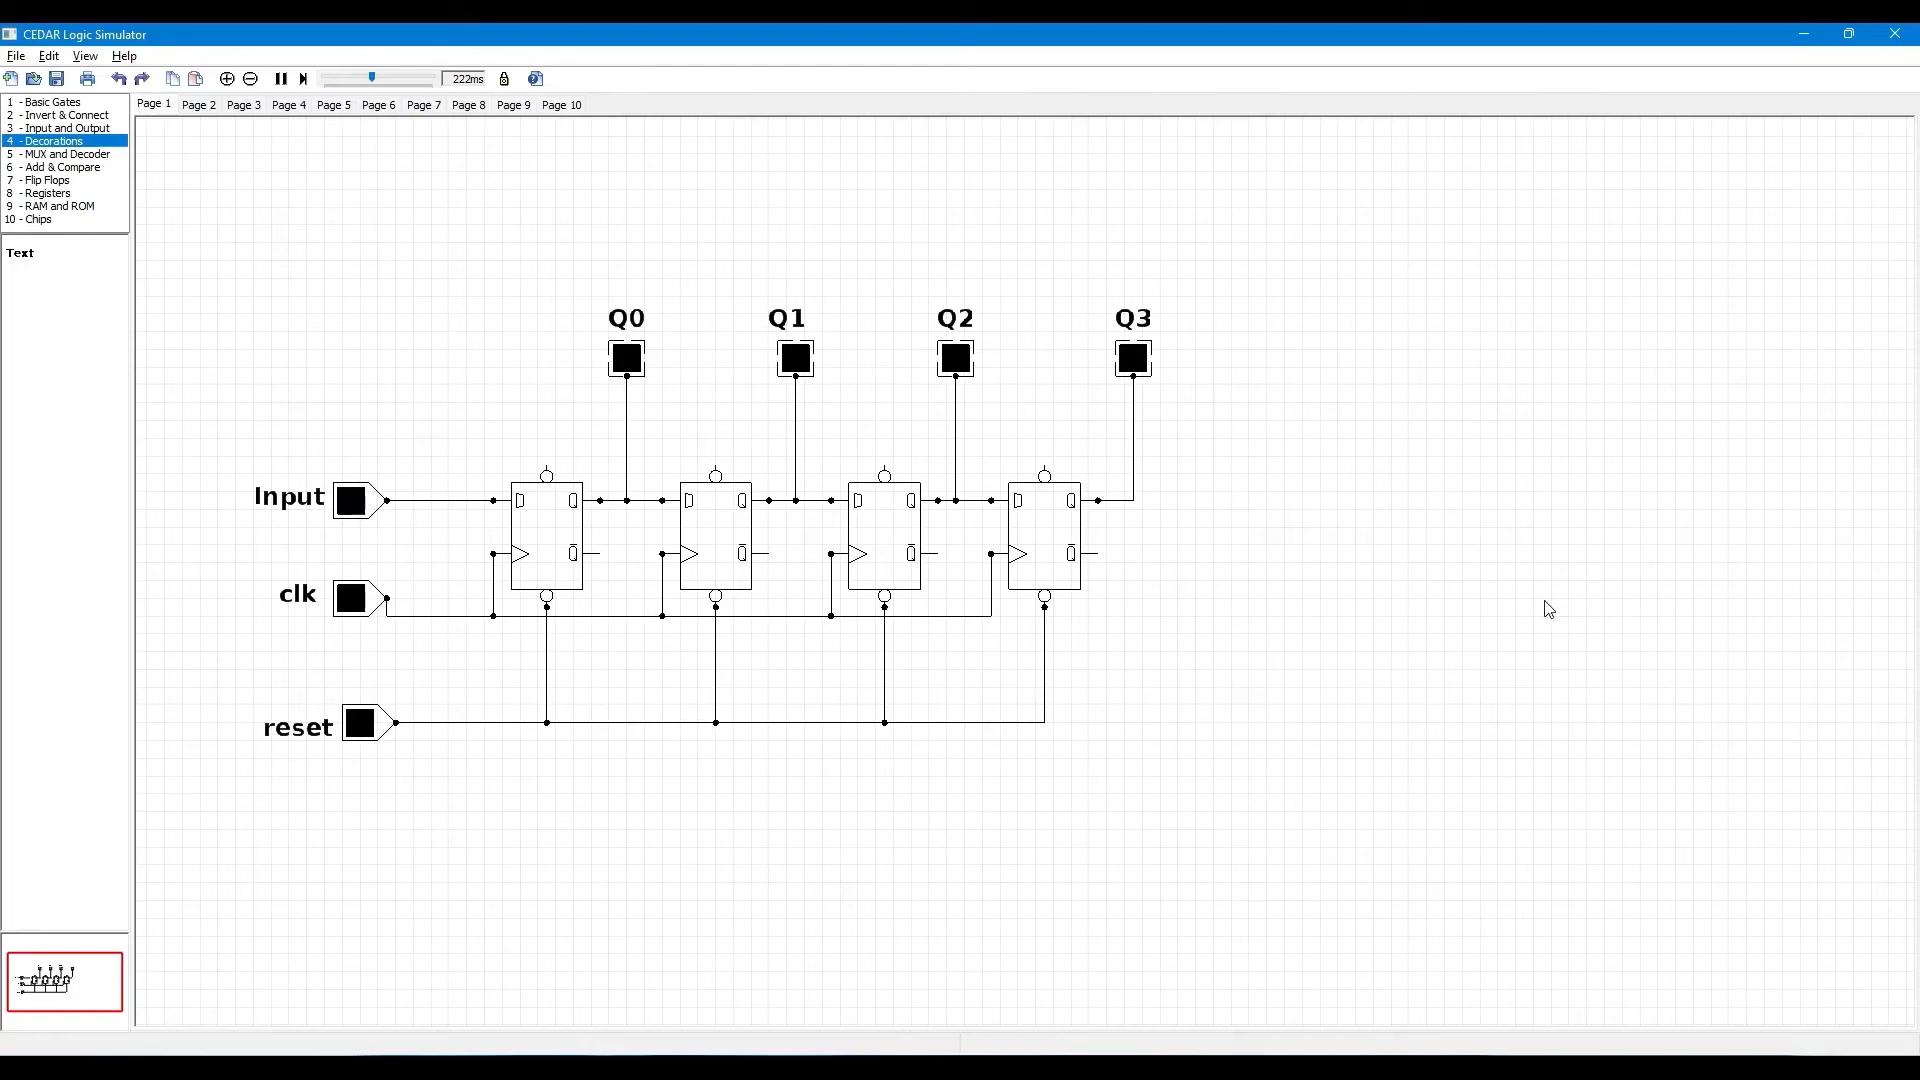 CEDAR Logic Simulator
File Edit View Help
222ms
1 - Basic Gates
2 - Invert & Connect
3 - Input and Output
4 - Decorations
5 - MUX and Decoder
6 - Add & Compare
7 - Flip Flops
8 - Registers
9 - RAM and ROM
10 - Chips
Text
Page 1 Page 2 Page 3 Page 4 Page 5 Page 6 Page 7 Page 8 Page 9 Page 10
Q0 Q1 Q2 Q3
Input
D Q D Q D Q D Q
Q Q Q Q
clk
reset